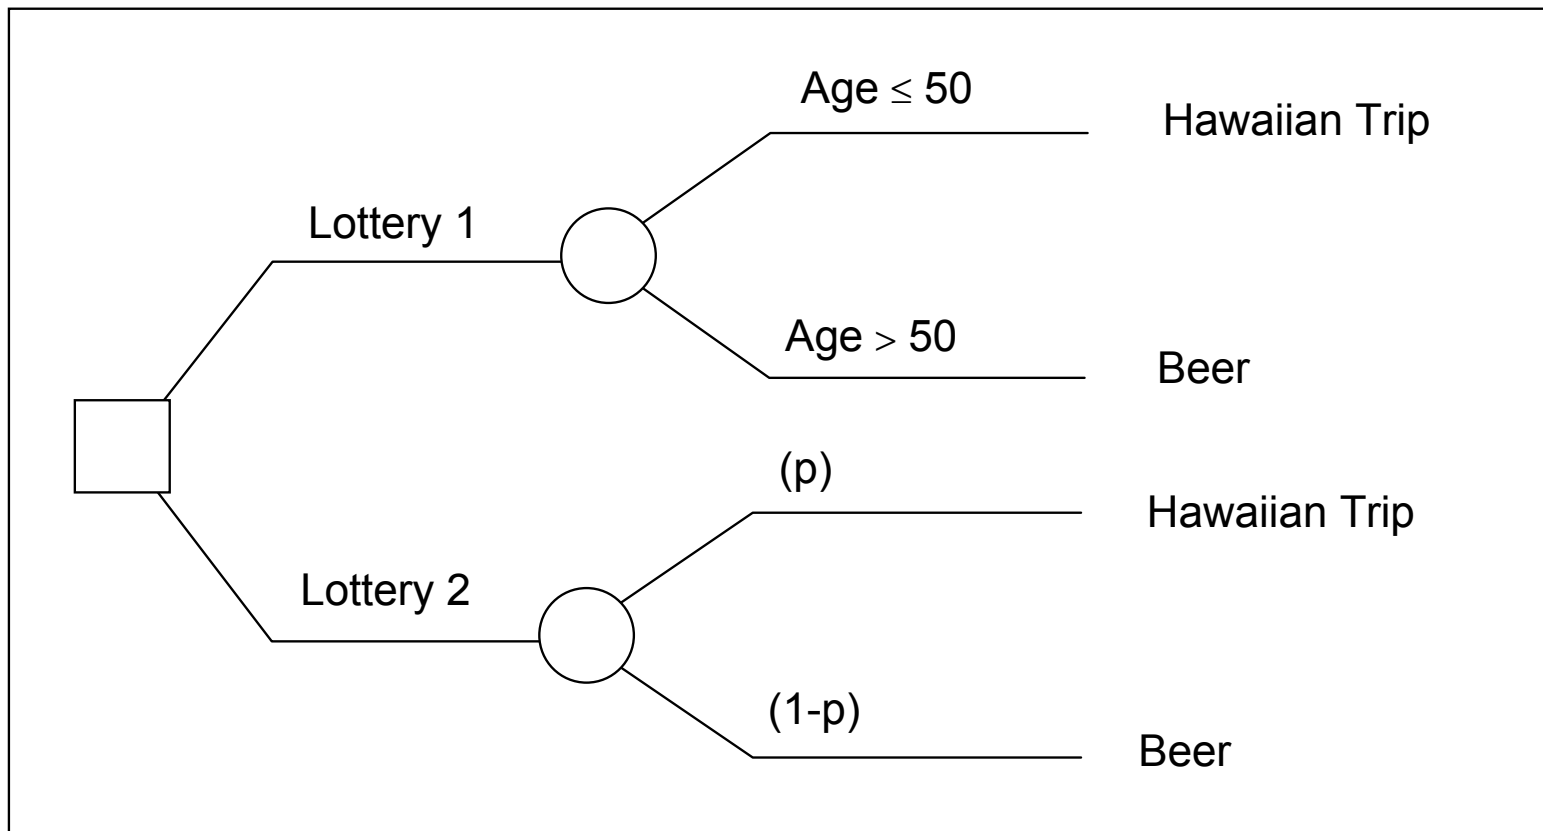 Age ≤ 50
Hawaiian Trip
Lottery 1
Age > 50
Beer
(p)
Hawaiian Trip
Lottery 2
(1-p)
Beer